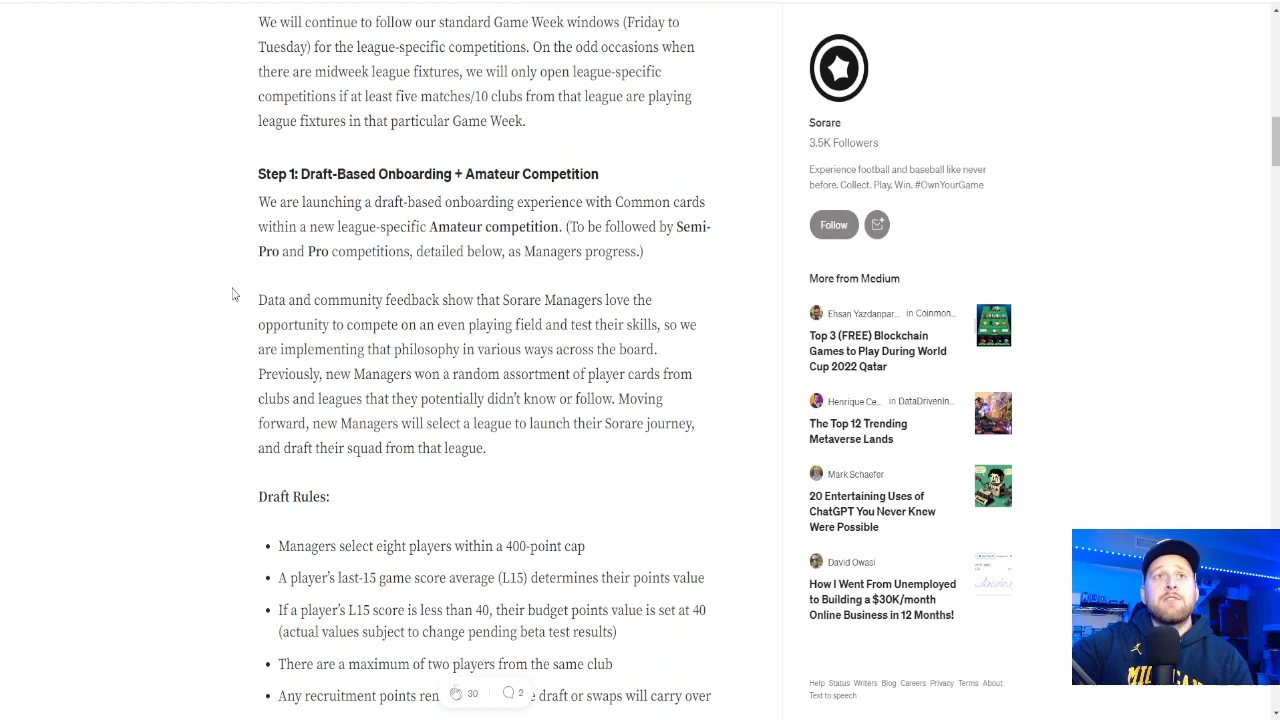 We will continue to follow our standard Game Week windows (Friday to
Tuesday) for the league-specific competitions. On the odd occasions when
there are midweek league fixtures, we will only open league-specific
competitions if at least five matches/10 clubs from that league are playing
league fixtures in that particular Game Week.
Step 1: Draft-Based Onboarding + Amateur Competition
We are launching a draft-based onboarding experience with Common cards
within a new league-specific Amateur competition. (To be followed by Semi-
Pro and Pro competitions, detailed below, as Managers progress.)
Data and community feedback show that Sorare Managers love the
opportunity to compete on an even playing field and test their skills, so we
are implementing that philosophy in various ways across the board.
Previously, new Managers won a random assortment of player cards from
clubs and leagues that they potentially didn't know or follow. Moving
forward, new Managers will select a league to launch their Sorare journey,
and draft their squad from that league.
Draft Rules:
• Managers select eight players within a 400-point cap
• A player's last-15 game score average (L15) determines their points value
• If a player's L15 score is less than 40, their budget points value is set at 40
(actual values subject to change pending beta test results)
• There are a maximum of two players from the same club
• Any recruitment points draft or swaps will carry over
30 2
Sorare
3.5K Followers
Experience football and baseball like never
before. Collect. Play. Win. #OwnYourGame
Follow
More from Medium
Ehsan Yazdanpar... in Coinmon...
Top 3 (FREE) Blockchain
Games to Play During World
Cup 2022 Qatar
Henrique Ce... in DataDrivenIn...
The Top 12 Trending
Metaverse Lands
Mark Schaefer
20 Entertaining Uses of
ChatGPT You Never Knew
Were Possible
David Owasi
How I Went From Unemployed
to Building a $30K/month
Online Business in 12 Months!
Help Status Writers Blog Careers Privacy Terms About
Text to speech